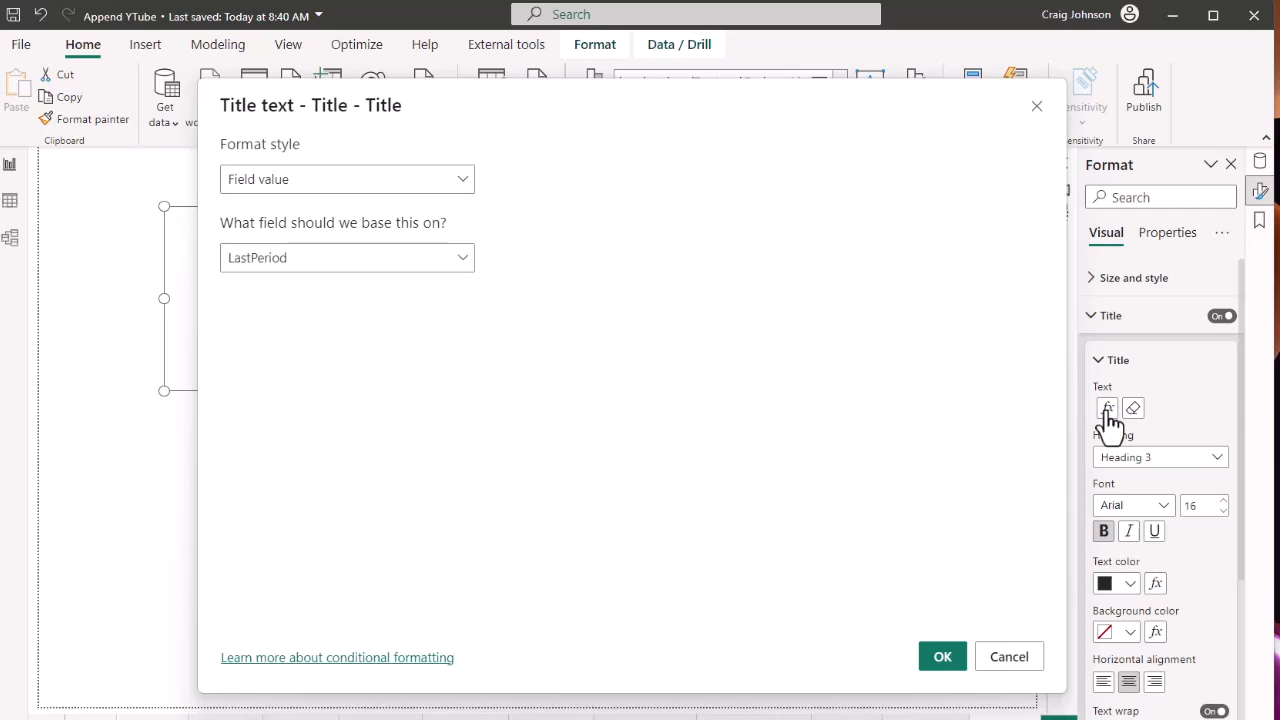 Append YTube • Last saved: Today at 8:40 AM
Search
Craig Johnson
File
Home
Insert
Modeling
View
Optimize
Help
External tools
Format
Data / Drill
Paste
Cut
Copy
Format painter
Clipboard
Get
data
Publish
Share
Title text - Title - Title
Format style
Field value
What field should we base this on?
LastPeriod
Learn more about conditional formatting
OK
Cancel
Format
Search
Visual
Properties
Size and style
Title
On
Title
Text
fx
Heading 3
Font
Arial
16
B
I
U
Text color
fx
Background color
fx
Horizontal alignment
Text wrap
On